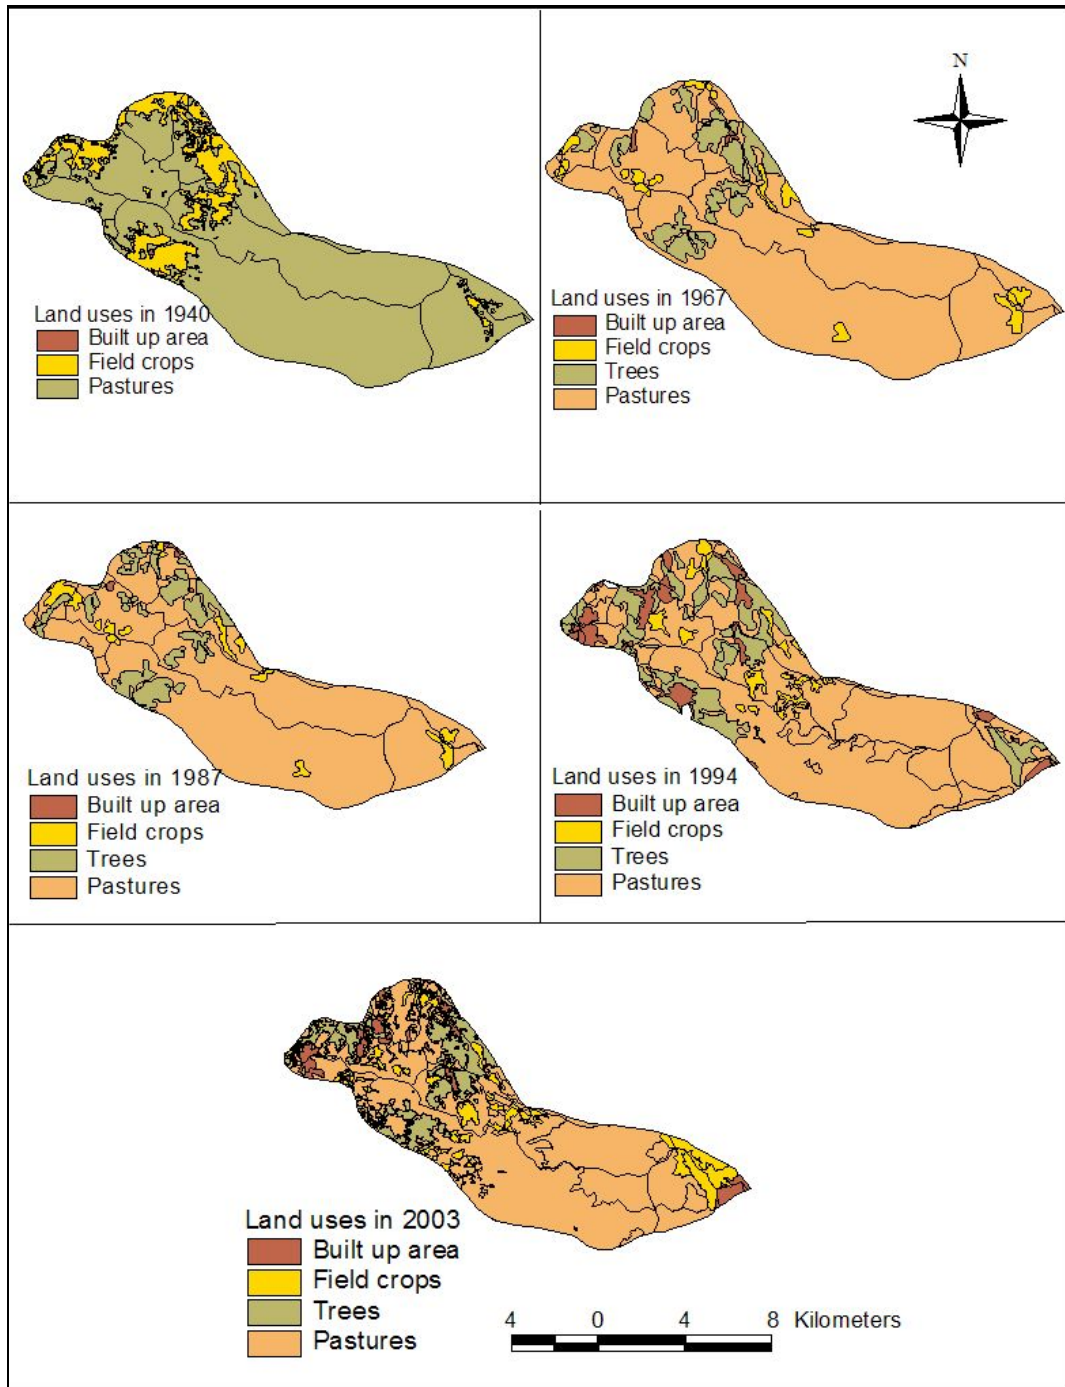 N
Land uses in 1940
Built up area
Field crops
Pastures
Land uses in 1967
Built up area
Field crops
Trees
Pastures
Land uses in 1987
Built up area
Field crops
Trees
Pastures
Land uses in 1994
Built up area
Field crops
Trees
Pastures
Land uses in 2003
Built up area
Field crops
Trees
Pastures
4 0 4 8 Kilometers